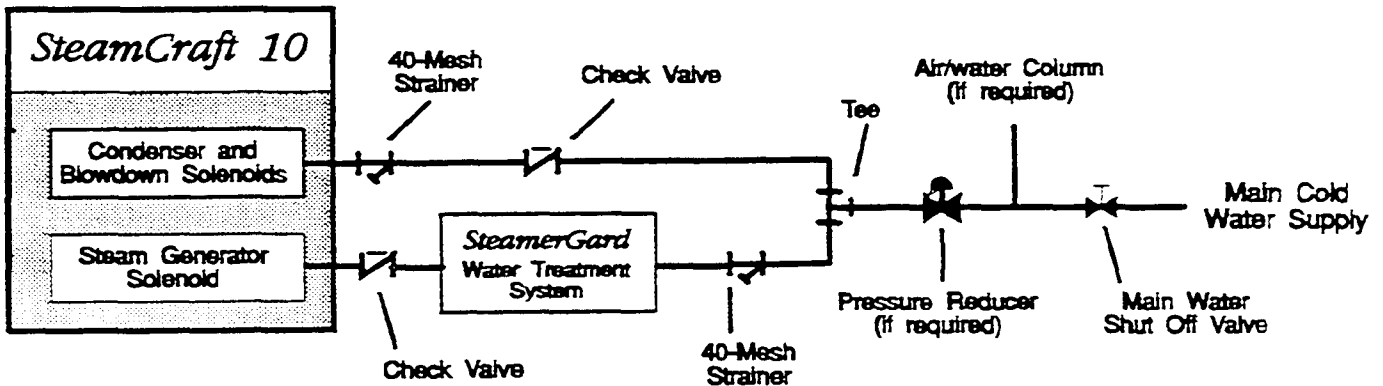 SteamCraft 10
40-Mesh
Strainer
Check Valve
Air/water Column
(if required)
Tee
Condenser and
Blowdown Solenoids
Main Cold
Water Supply
Steam Generator
Solenoid
SteamerGard
Water Treatment
System
Check Valve
40-Mesh
Strainer
Pressure Reducer
(if required)
Main Water
Shut Off Valve